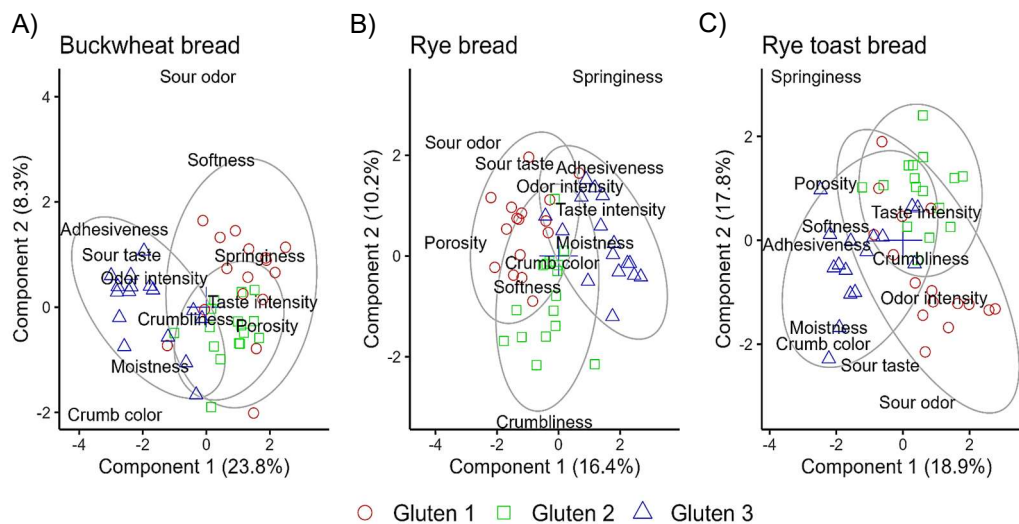 A)
Buckwheat bread
Sour odor
4
Softness
Component 2 (8.3%)
2
Adhesiveness
Sour taste
Springiness
Odor intensity
0
Taste intensity
Crumbliness
Porosity
Moistness
-2
Crumb color
-4
-2
0
2
Component 1 (23.8%)
B)
Rye bread
Springiness
Sour odor
2
Sour taste
Adhesiveness
Odor intensity
Component 2 (10.2%)
Taste intensity
Porosity
Moistness
0
Crumb color
Softness
-2
Crumbliness
-4
-2
0
2
Component 1 (16.4%)
C)
Rye toast bread
Springiness
2
Porosity
Component 2 (17.8%)
Taste intensity
Softness
0
Adhesiveness
Crumbliness
Odor intensity
Moistness
-2
Crumb color
Sour taste
Sour odor
-4
-2
0
2
Component 1 (18.9%)
Gluten 1
Gluten 2
Gluten 3